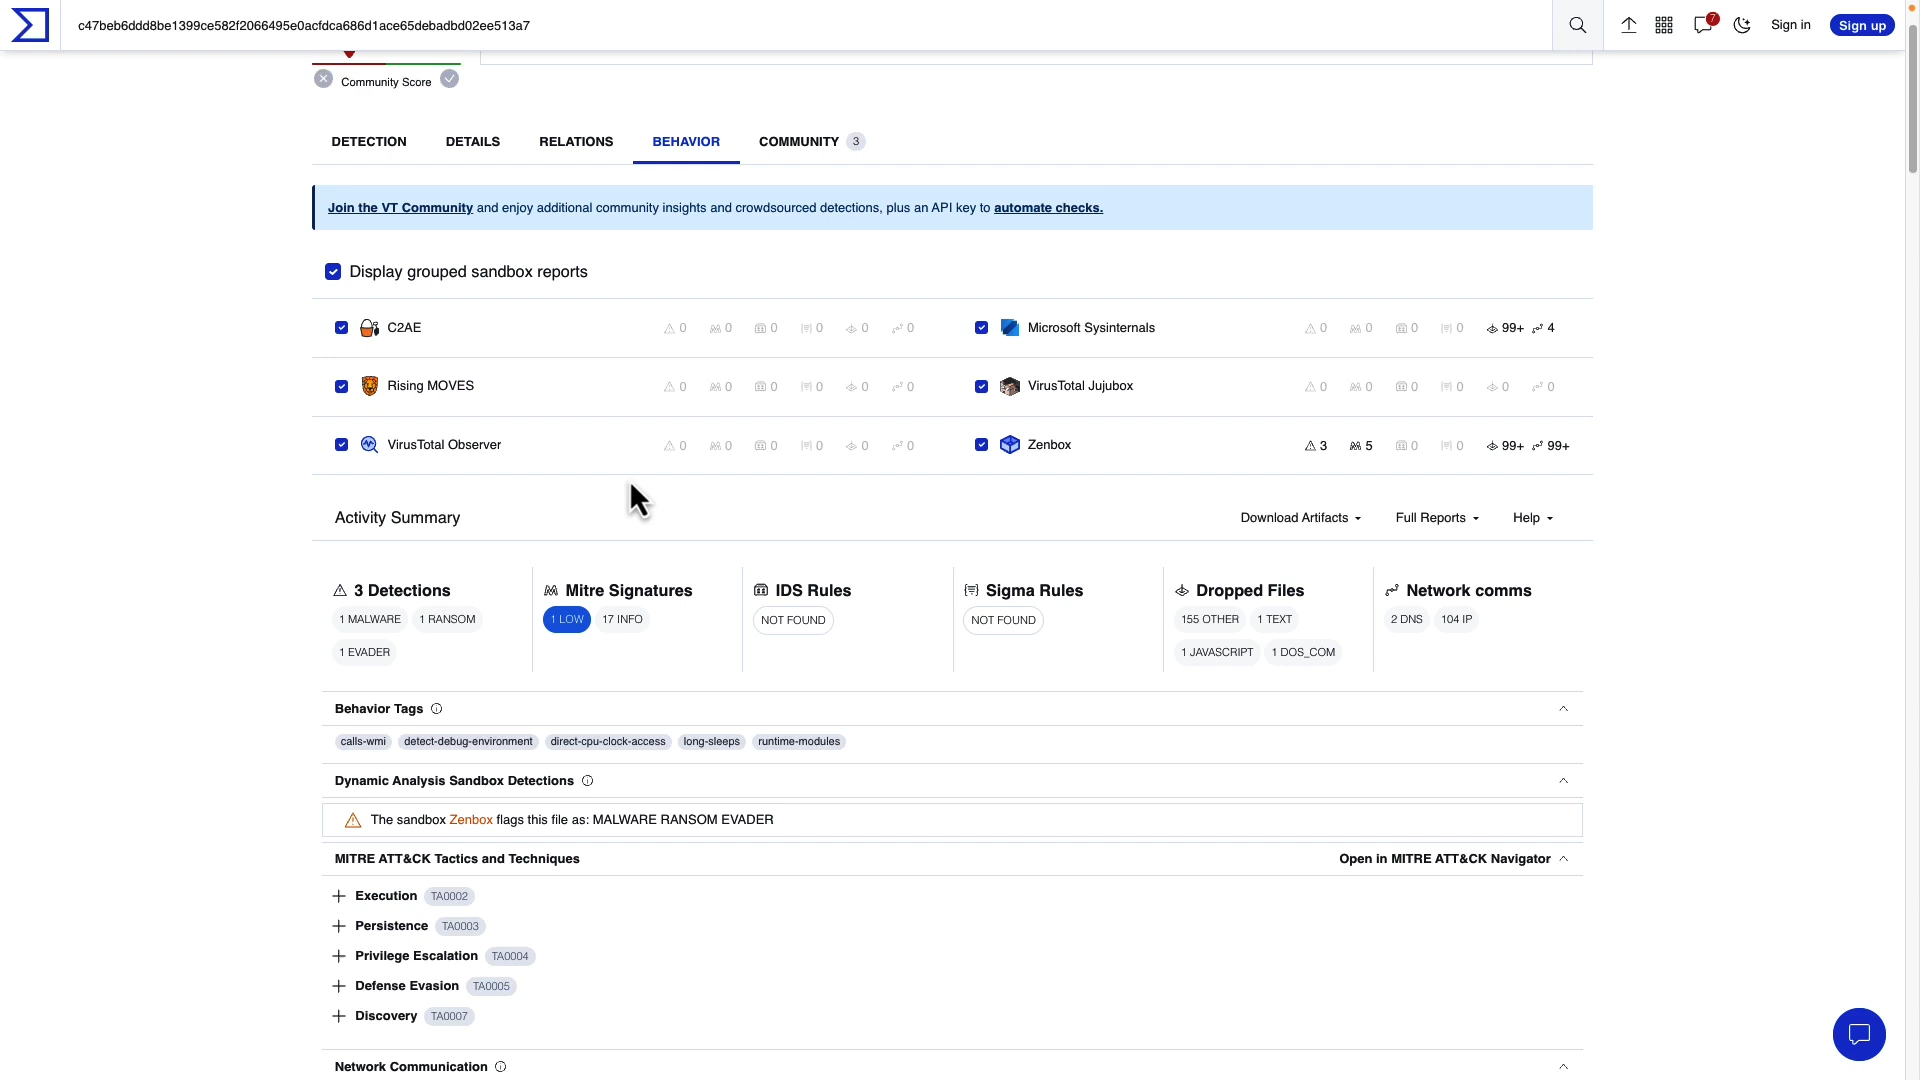 c47beb6ddd8be1399ce582f2066495e0acfdca686d1ace65debadbd02ee513a7
7
Sign in
Sign up
Community Score
DETECTION DETAILS RELATIONS BEHAVIOR COMMUNITY 3
Join the VT Community and enjoy additional community insights and crowdsourced detections, plus an API key to automate checks.
Display grouped sandbox reports
C2AE 0 0 0 0 0 0
Microsoft Sysinternals 0 0 0 0 99+ 4
Rising MOVES 0 0 0 0 0 0
VirusTotal Jujubox 0 0 0 0 0 0
VirusTotal Observer 0 0 0 0 0 0
Zenbox 3 5 0 0 99+ 99+
Activity Summary
Download Artifacts Full Reports Help
3 Detections
1 MALWARE 1 RANSOM
1 EVADER
Mitre Signatures
1 LOW 17 INFO
IDS Rules
NOT FOUND
Sigma Rules
NOT FOUND
Dropped Files
155 OTHER 1 TEXT
1 JAVASCRIPT 1 DOS_COM
Network comms
2 DNS 104 IP
Behavior Tags
calls-wmi detect-debug-environment direct-cpu-clock-access long-sleeps runtime-modules
Dynamic Analysis Sandbox Detections
The sandbox Zenbox flags this file as: MALWARE RANSOM EVADER
MITRE ATT&CK Tactics and Techniques
Open in MITRE ATT&CK Navigator
Execution TA0002
Persistence TA0003
Privilege Escalation TA0004
Defense Evasion TA0005
Discovery TA0007
Network Communication